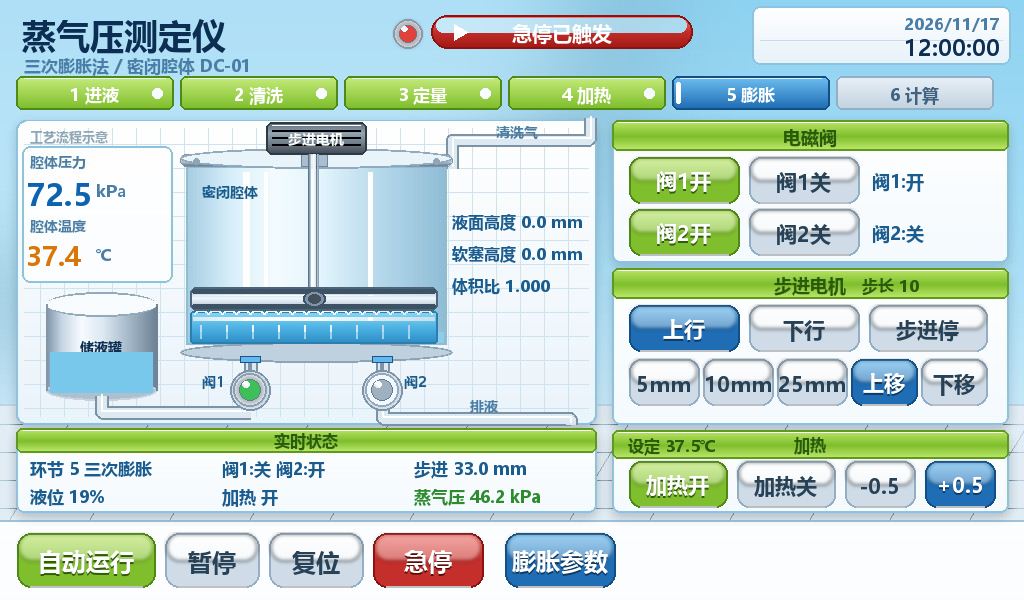 蒸气压测定仪
三次膨胀法 / 密闭腔体 DC-01
急停已触发
2026/11/17
12:00:00
1 进液
2 清洗
3 定量
4 加热
5 膨胀
6 计算
工艺流程示意
腔体压力
72.5 kPa
腔体温度
37.4 ℃
步进电机
清洗气
密闭腔体
液面高度 0.0 mm
软塞高度 0.0 mm
体积比 1.000
储液罐
阀1
阀2
排液
电磁阀
阀1开
阀1关
阀1:开
阀2开
阀2关
阀2:关
步进电机 步长 10
上行
下行
步进停
5mm
10mm
25mm
上移
下移
实时状态
环节 5 三次膨胀
阀1:关 阀2:开
步进 33.0 mm
液位 19%
加热 开
蒸气压 46.2 kPa
设定 37.5℃
加热
加热开
加热关
-0.5
+0.5
自动运行
暂停
复位
急停
膨胀参数